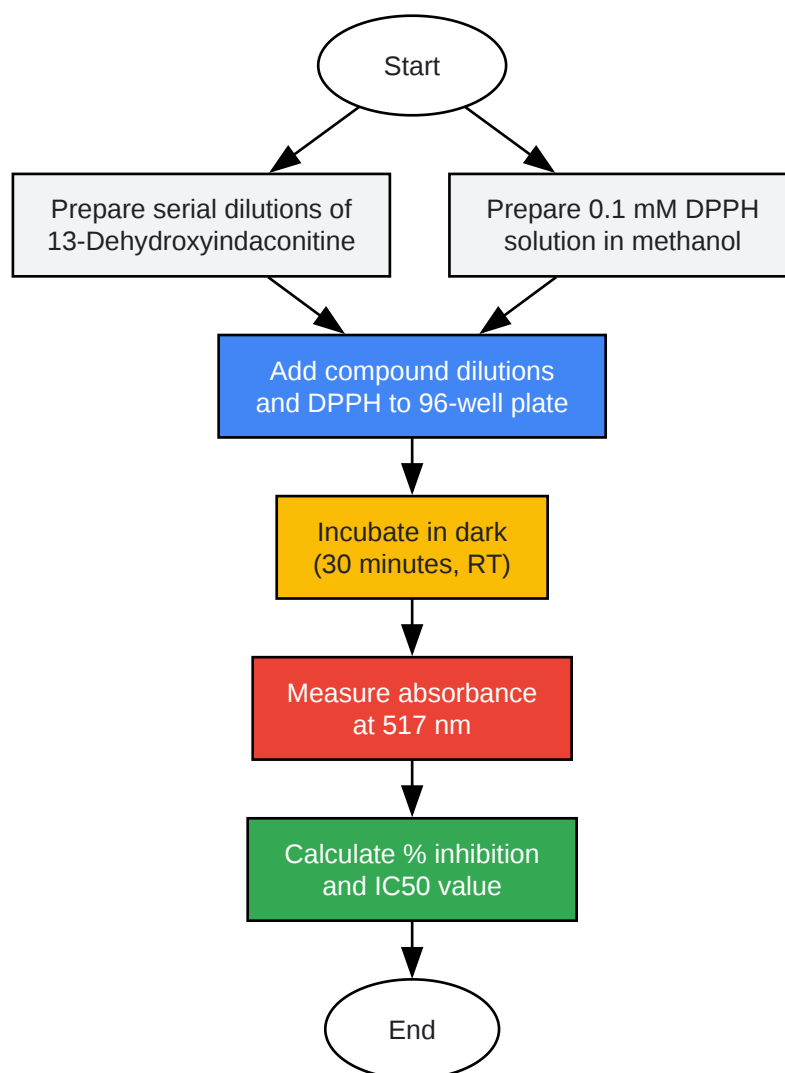 Start
Prepare serial dilutions of
13-Dehydroxyindaconitine
Prepare 0.1 mM DPPH
solution in methanol
Add compound dilutions
and DPPH to 96-well plate
Incubate in dark
(30 minutes, RT)
Measure absorbance
at 517 nm
Calculate % inhibition
and IC50 value
End